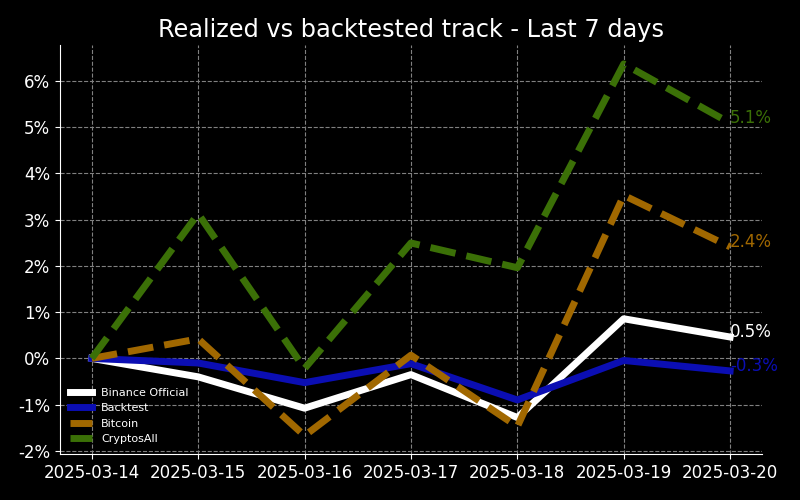 Realized vs backtested track - Last 7 days
6%
5%
4%
3%
2%
1%
0%
-1%
-2%
5.1%
2.4%
0.5%
-0.3%
Binance Official
Backtest
Bitcoin
CryptosAll
2025-03-14 2025-03-15 2025-03-16 2025-03-17 2025-03-18 2025-03-19 2025-03-20